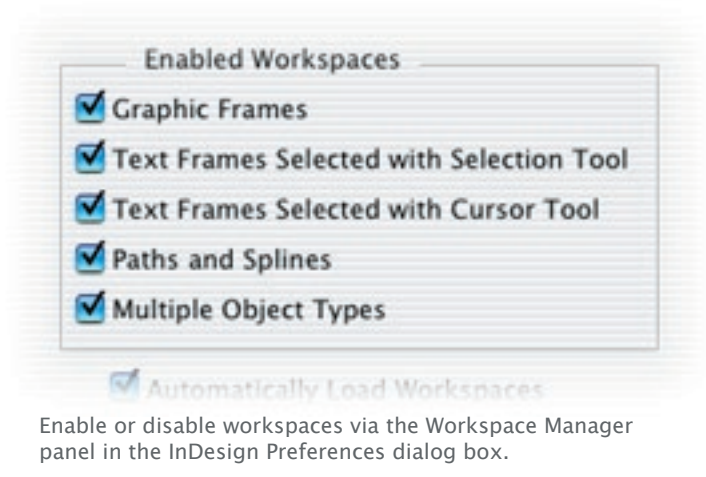 Enabled Workspaces
Graphic Frames
Text Frames Selected with Selection Tool
Text Frames Selected with Cursor Tool
Paths and Splines
Multiple Object Types
Automatically Load Workspaces
Enable or disable workspaces via the Workspace Manager
panel in the InDesign Preferences dialog box.